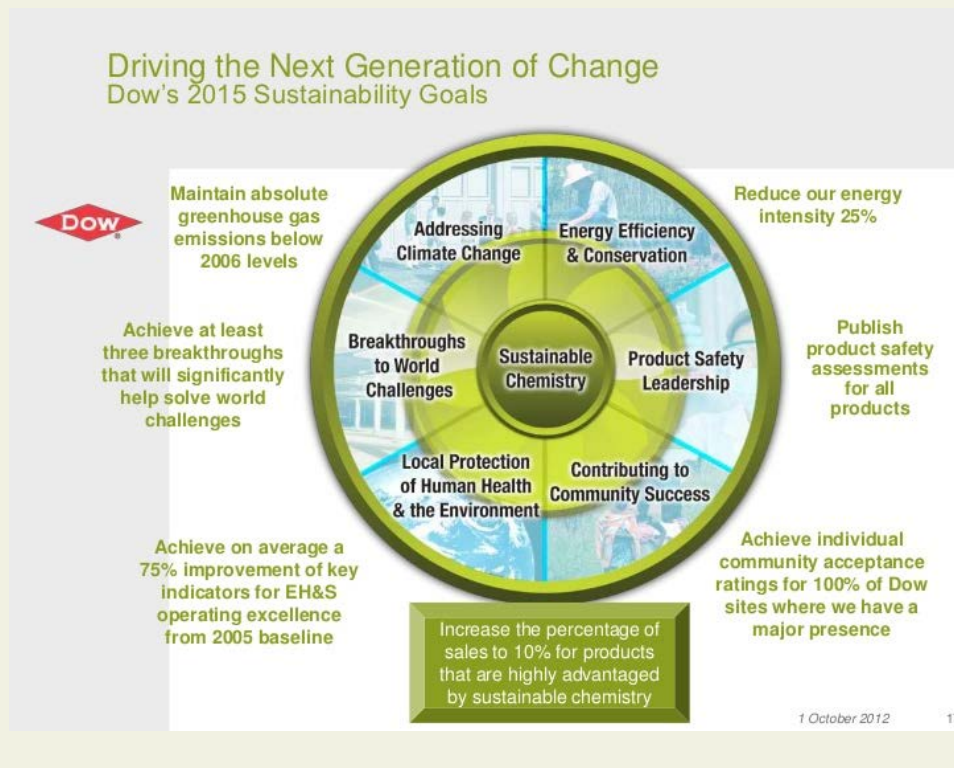 Driving the Next Generation of Change
Dow's 2015 Sustainability Goals
Dow
®
Maintain absolute
greenhouse gas
emissions below
2006 levels
Reduce our energy
intensity 25%
Addressing
Climate Change
Energy Efficiency
& Conservation
Achieve at least
three breakthroughs
that will significantly
help solve world
challenges
Breakthroughs
to World
Challenges
Sustainable
Chemistry
Product Safety
Leadership
Publish
product safety
assessments
for all
products
Local Protection
of Human Health
& the Environment
Contributing to
Community Success
Achieve on average a
75% improvement of key
indicators for EH&S
operating excellence
from 2005 baseline
Achieve individual
community acceptance
ratings for 100% of Dow
sites where we have a
major presence
Increase the percentage of
sales to 10% for products
that are highly advantaged
by sustainable chemistry
1 October 2012